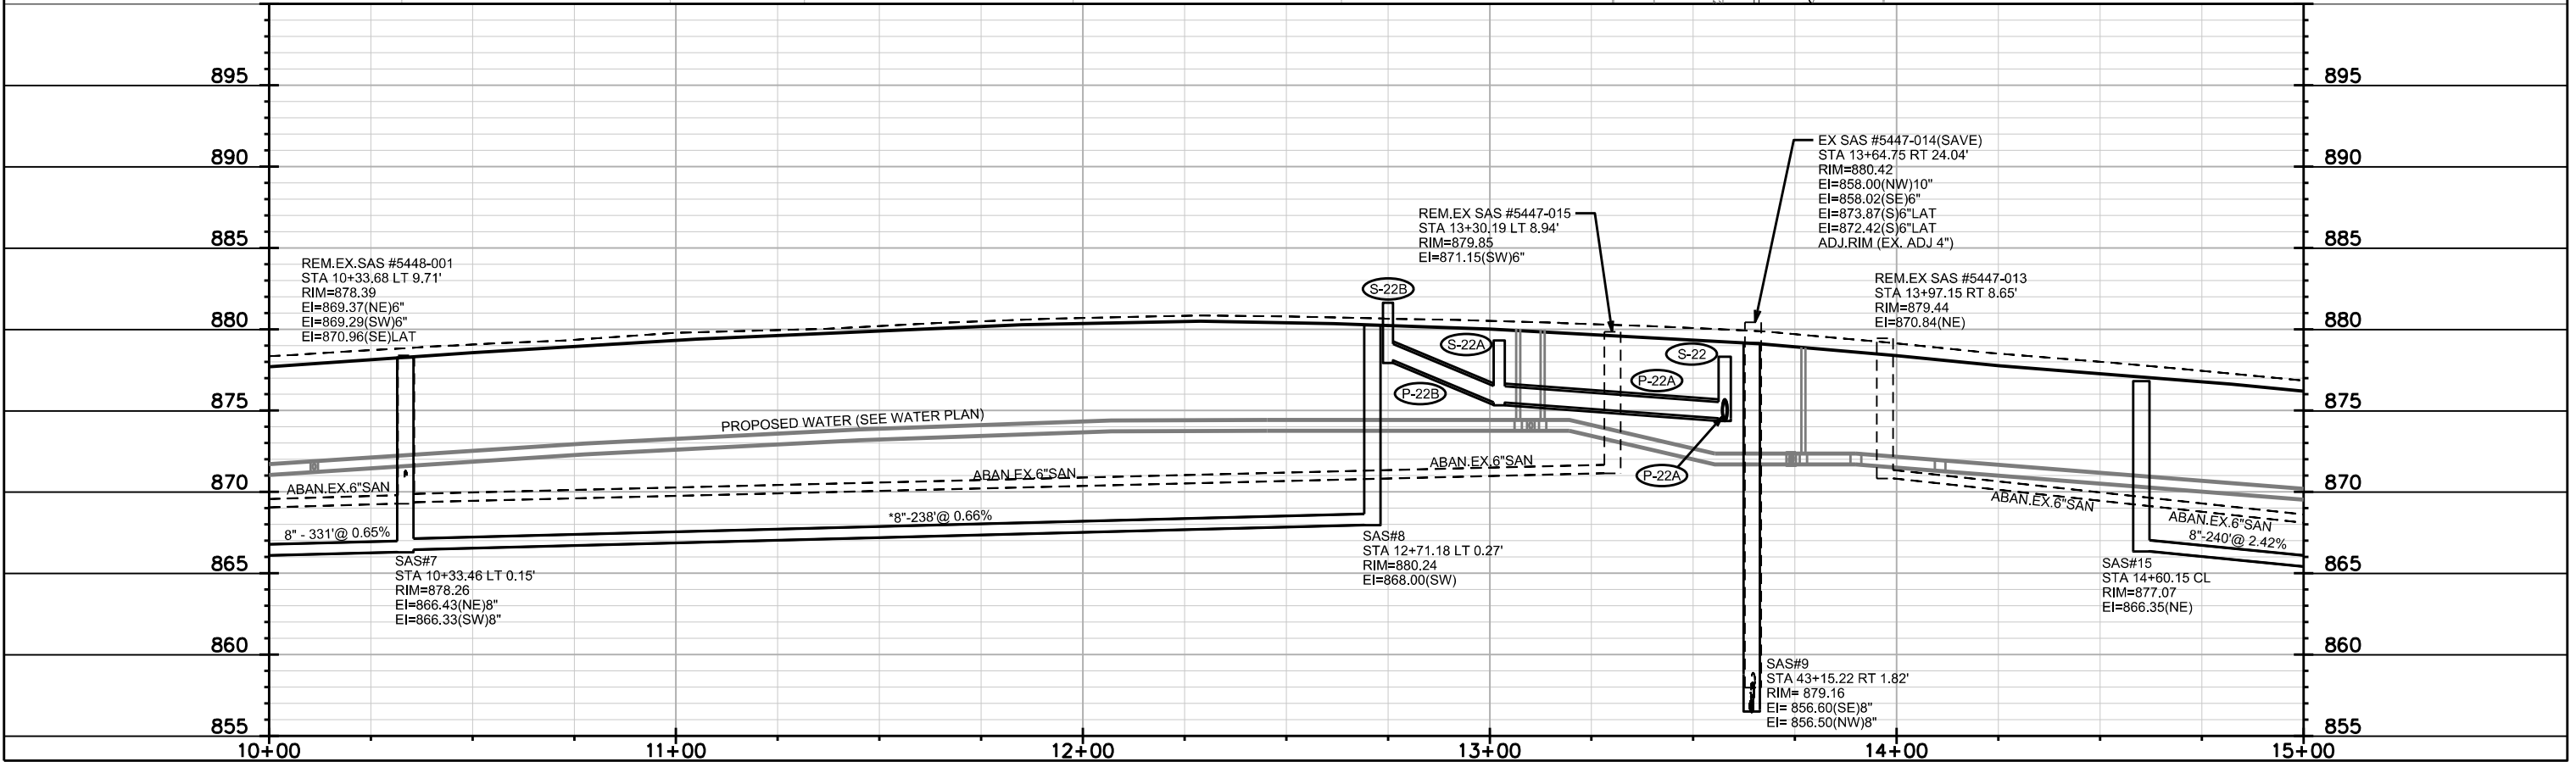 895
895
890
890
885
885
880
880
875
875
870
870
865
865
860
860
855
855
REM.EX.SAS #5448-001
STA 10+33.68 LT 9.71'
RIM=878.39
EI=869.37(NE)6"
EI=869.29(SW)6"
EI=870.96(SE)LAT
REM.EX SAS #5447-015
STA 13+30.19 LT 8.94'
RIM=879.85
EI=871.15(SW)6"
EX SAS #5447-014(SAVE)
STA 13+64.75 RT 24.04'
RIM=880.42
EI=858.00(NW)10"
EI=858.02(SE)6"
EI=873.87(S)6"LAT
EI=872.42(S)6"LAT
ADJ.RIM (EX. ADJ 4")
REM.EX SAS #5447-013
STA 13+97.15 RT 8.65'
RIM=879.44
EI=870.84(NE)
S-22B
S-22A
S-22
P-22A
P-22B
P-22A
PROPOSED WATER (SEE WATER PLAN)
ABAN.EX.6"SAN
ABAN.EX.6"SAN
ABAN.EX.6"SAN
ABAN.EX.6"SAN
ABAN.EX.6"SAN
8" - 331'@ 0.65%
*8"-238'@ 0.66%
8"-240'@ 2.42%
SAS#7
STA 10+33.46 LT 0.15'
RIM=878.26
EI=866.43(NE)8"
EI=866.33(SW)8"
SAS#8
STA 12+71.18 LT 0.27'
RIM=880.24
EI=868.00(SW)
SAS#15
STA 14+60.15 CL
RIM=877.07
EI=866.35(NE)
SAS#9
STA 43+15.22 RT 1.82'
RIM= 879.16
EI= 856.60(SE)8"
EI= 856.50(NW)8"
10+00
11+00
12+00
13+00
14+00
15+00